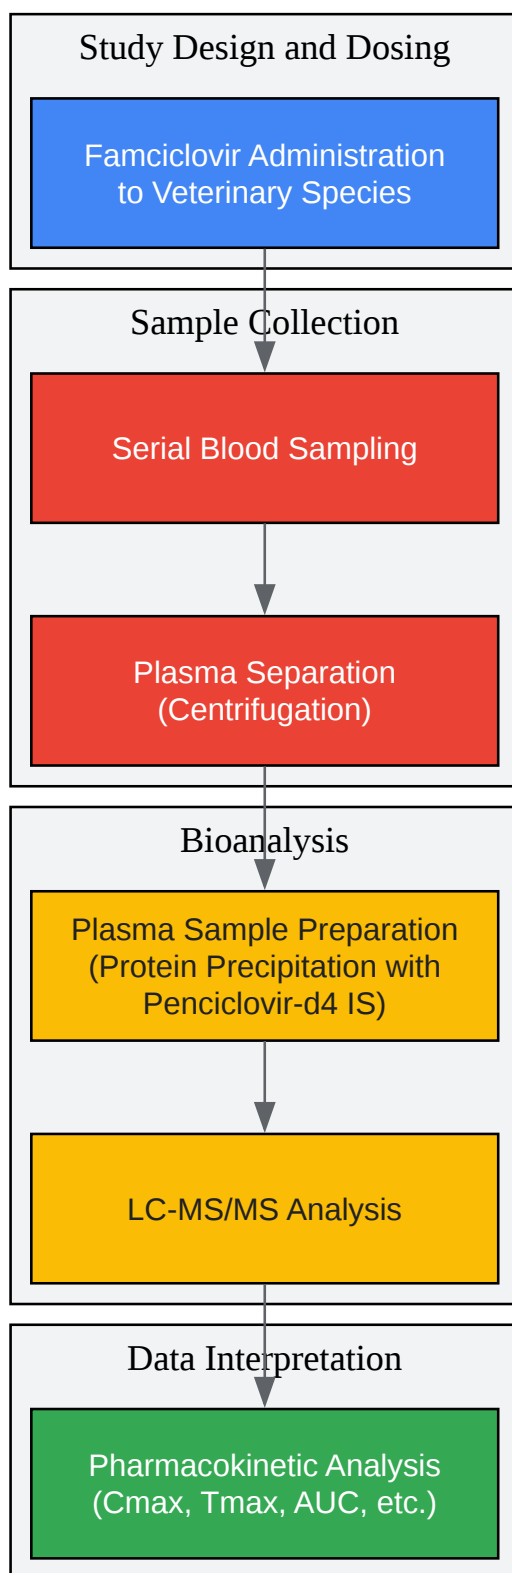 Study Design and Dosing
Famciclovir Administration
to Veterinary Species
Sample Collection
Serial Blood Sampling
Plasma Separation
(Centrifugation)
Bioanalysis
Plasma Sample Preparation
(Protein Precipitation with
Penciclovir-d4 IS)
LC-MS/MS Analysis
Data Interpretation
Pharmacokinetic Analysis
(Cmax, Tmax, AUC, etc.)